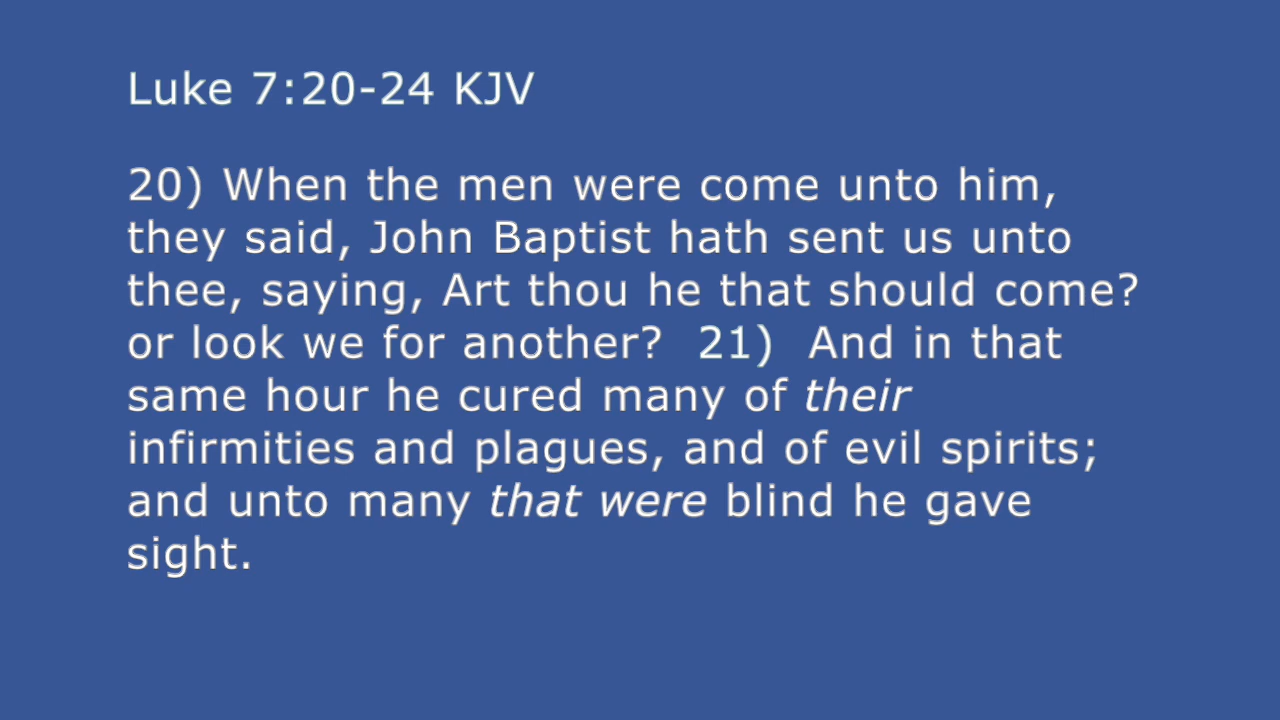 Luke 7:20-24 KJV
20) When the men were come unto him,
they said, John Baptist hath sent us unto
thee, saying, Art thou he that should come?
or look we for another?  21)  And in that
same hour he cured many of their
infirmities and plagues, and of evil spirits;
and unto many that were blind he gave
sight.